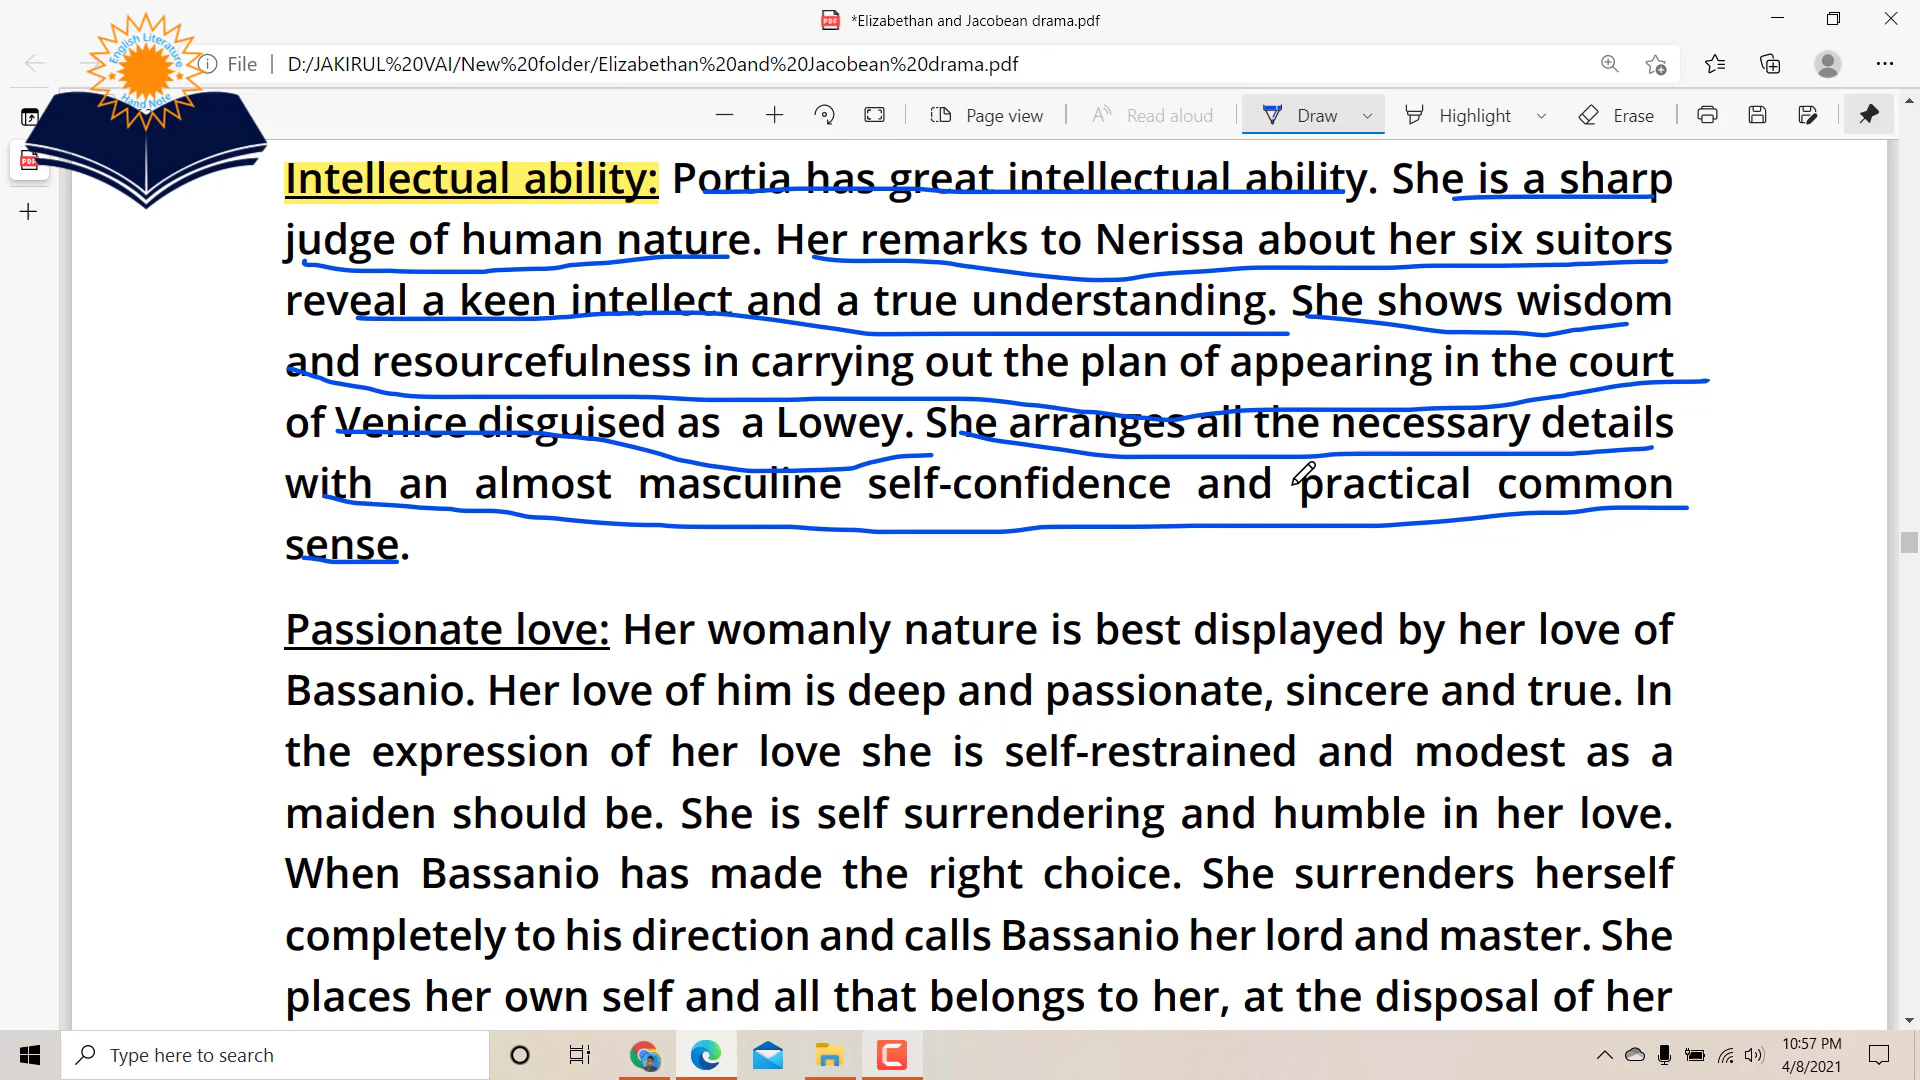 *Elizabethan and Jacobean drama.pdf
File | D:/JAKIRUL%20VAI/New%20folder/Elizabethan%20and%20Jacobean%20drama.pdf
English Literature
Hand Note
Page view
Read aloud
Draw
Highlight
Erase
Intellectual ability: Portia has great intellectual ability. She is a sharp
judge of human nature. Her remarks to Nerissa about her six suitors
reveal a keen intellect and a true understanding. She shows wisdom
and resourcefulness in carrying out the plan of appearing in the court
of Venice disguised as a Lowey. She arranges all the necessary details
with an almost masculine self-confidence and practical common
sense.
Passionate love: Her womanly nature is best displayed by her love of
Bassanio. Her love of him is deep and passionate, sincere and true. In
the expression of her love she is self-restrained and modest as a
maiden should be. She is self surrendering and humble in her love.
When Bassanio has made the right choice. She surrenders herself
completely to his direction and calls Bassanio her lord and master. She
places her own self and all that belongs to her, at the disposal of her
Type here to search
10:57 PM
4/8/2021